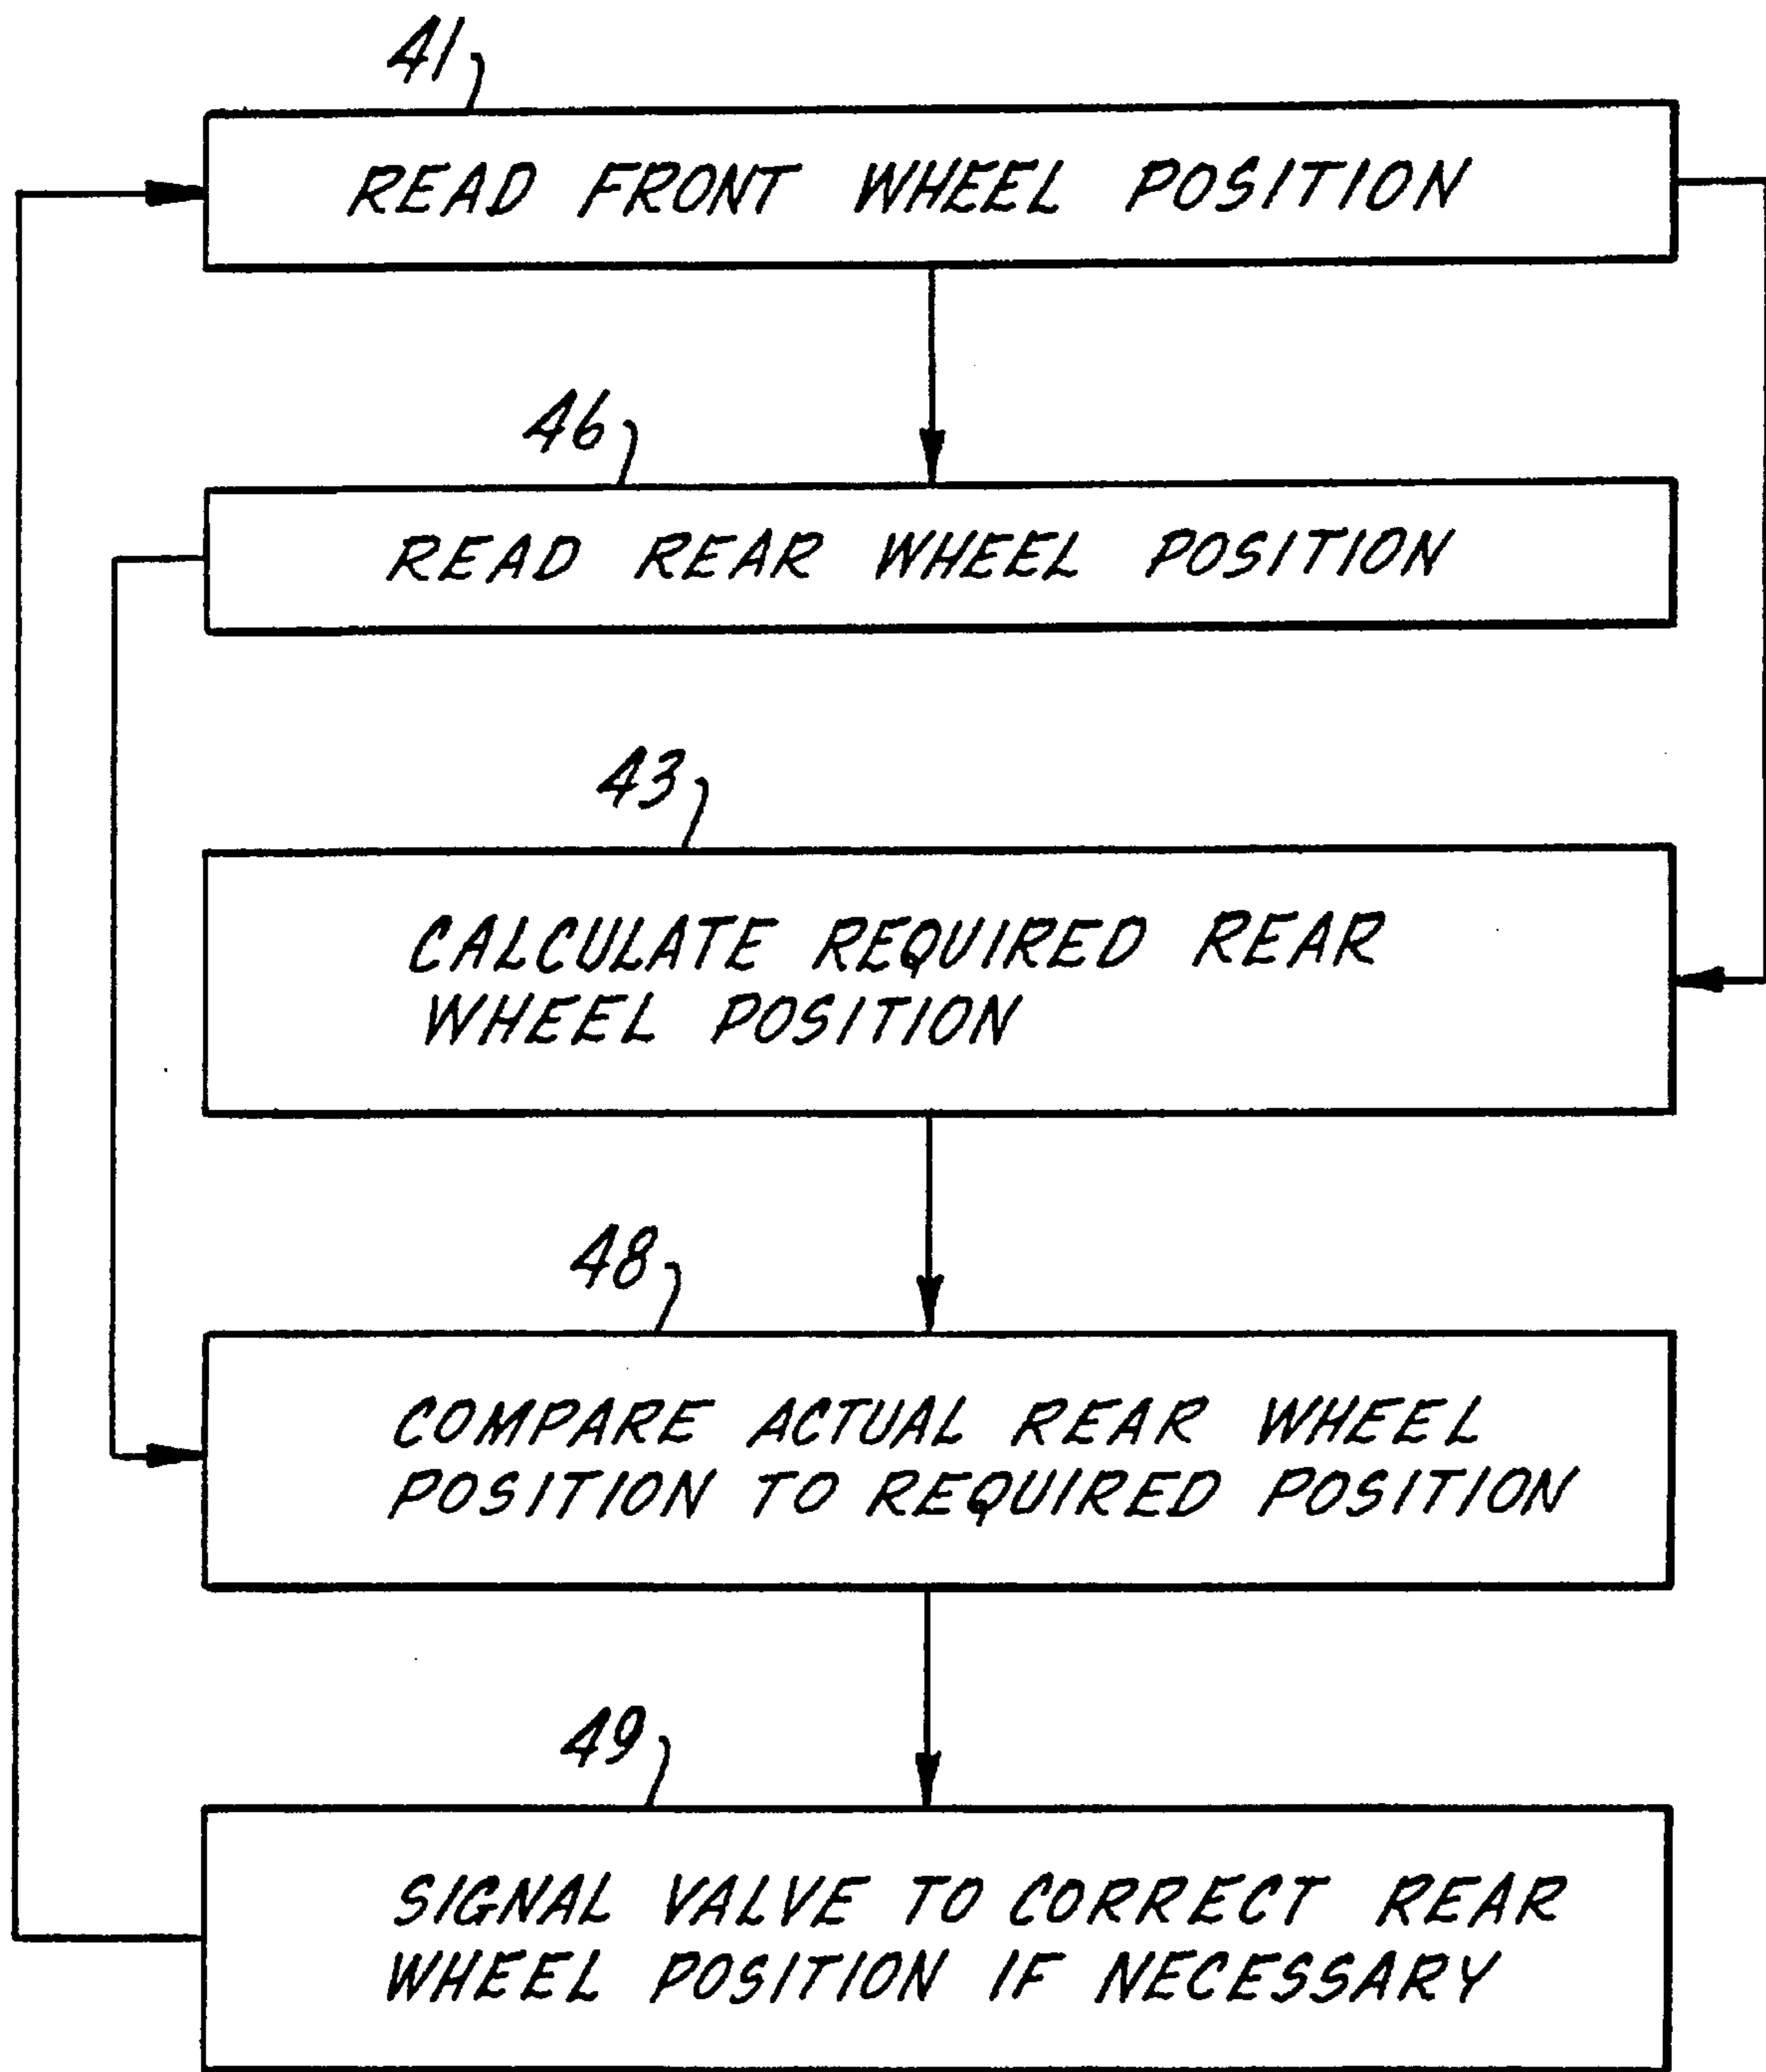 41
READ FRONT WHEEL POSITION
46
READ REAR WHEEL POSITION
43
CALCULATE REQUIRED REAR
WHEEL POSITION
48
COMPARE ACTUAL REAR WHEEL
POSITION TO REQUIRED POSITION
49
SIGNAL VALVE TO CORRECT REAR
WHEEL POSITION IF NECESSARY